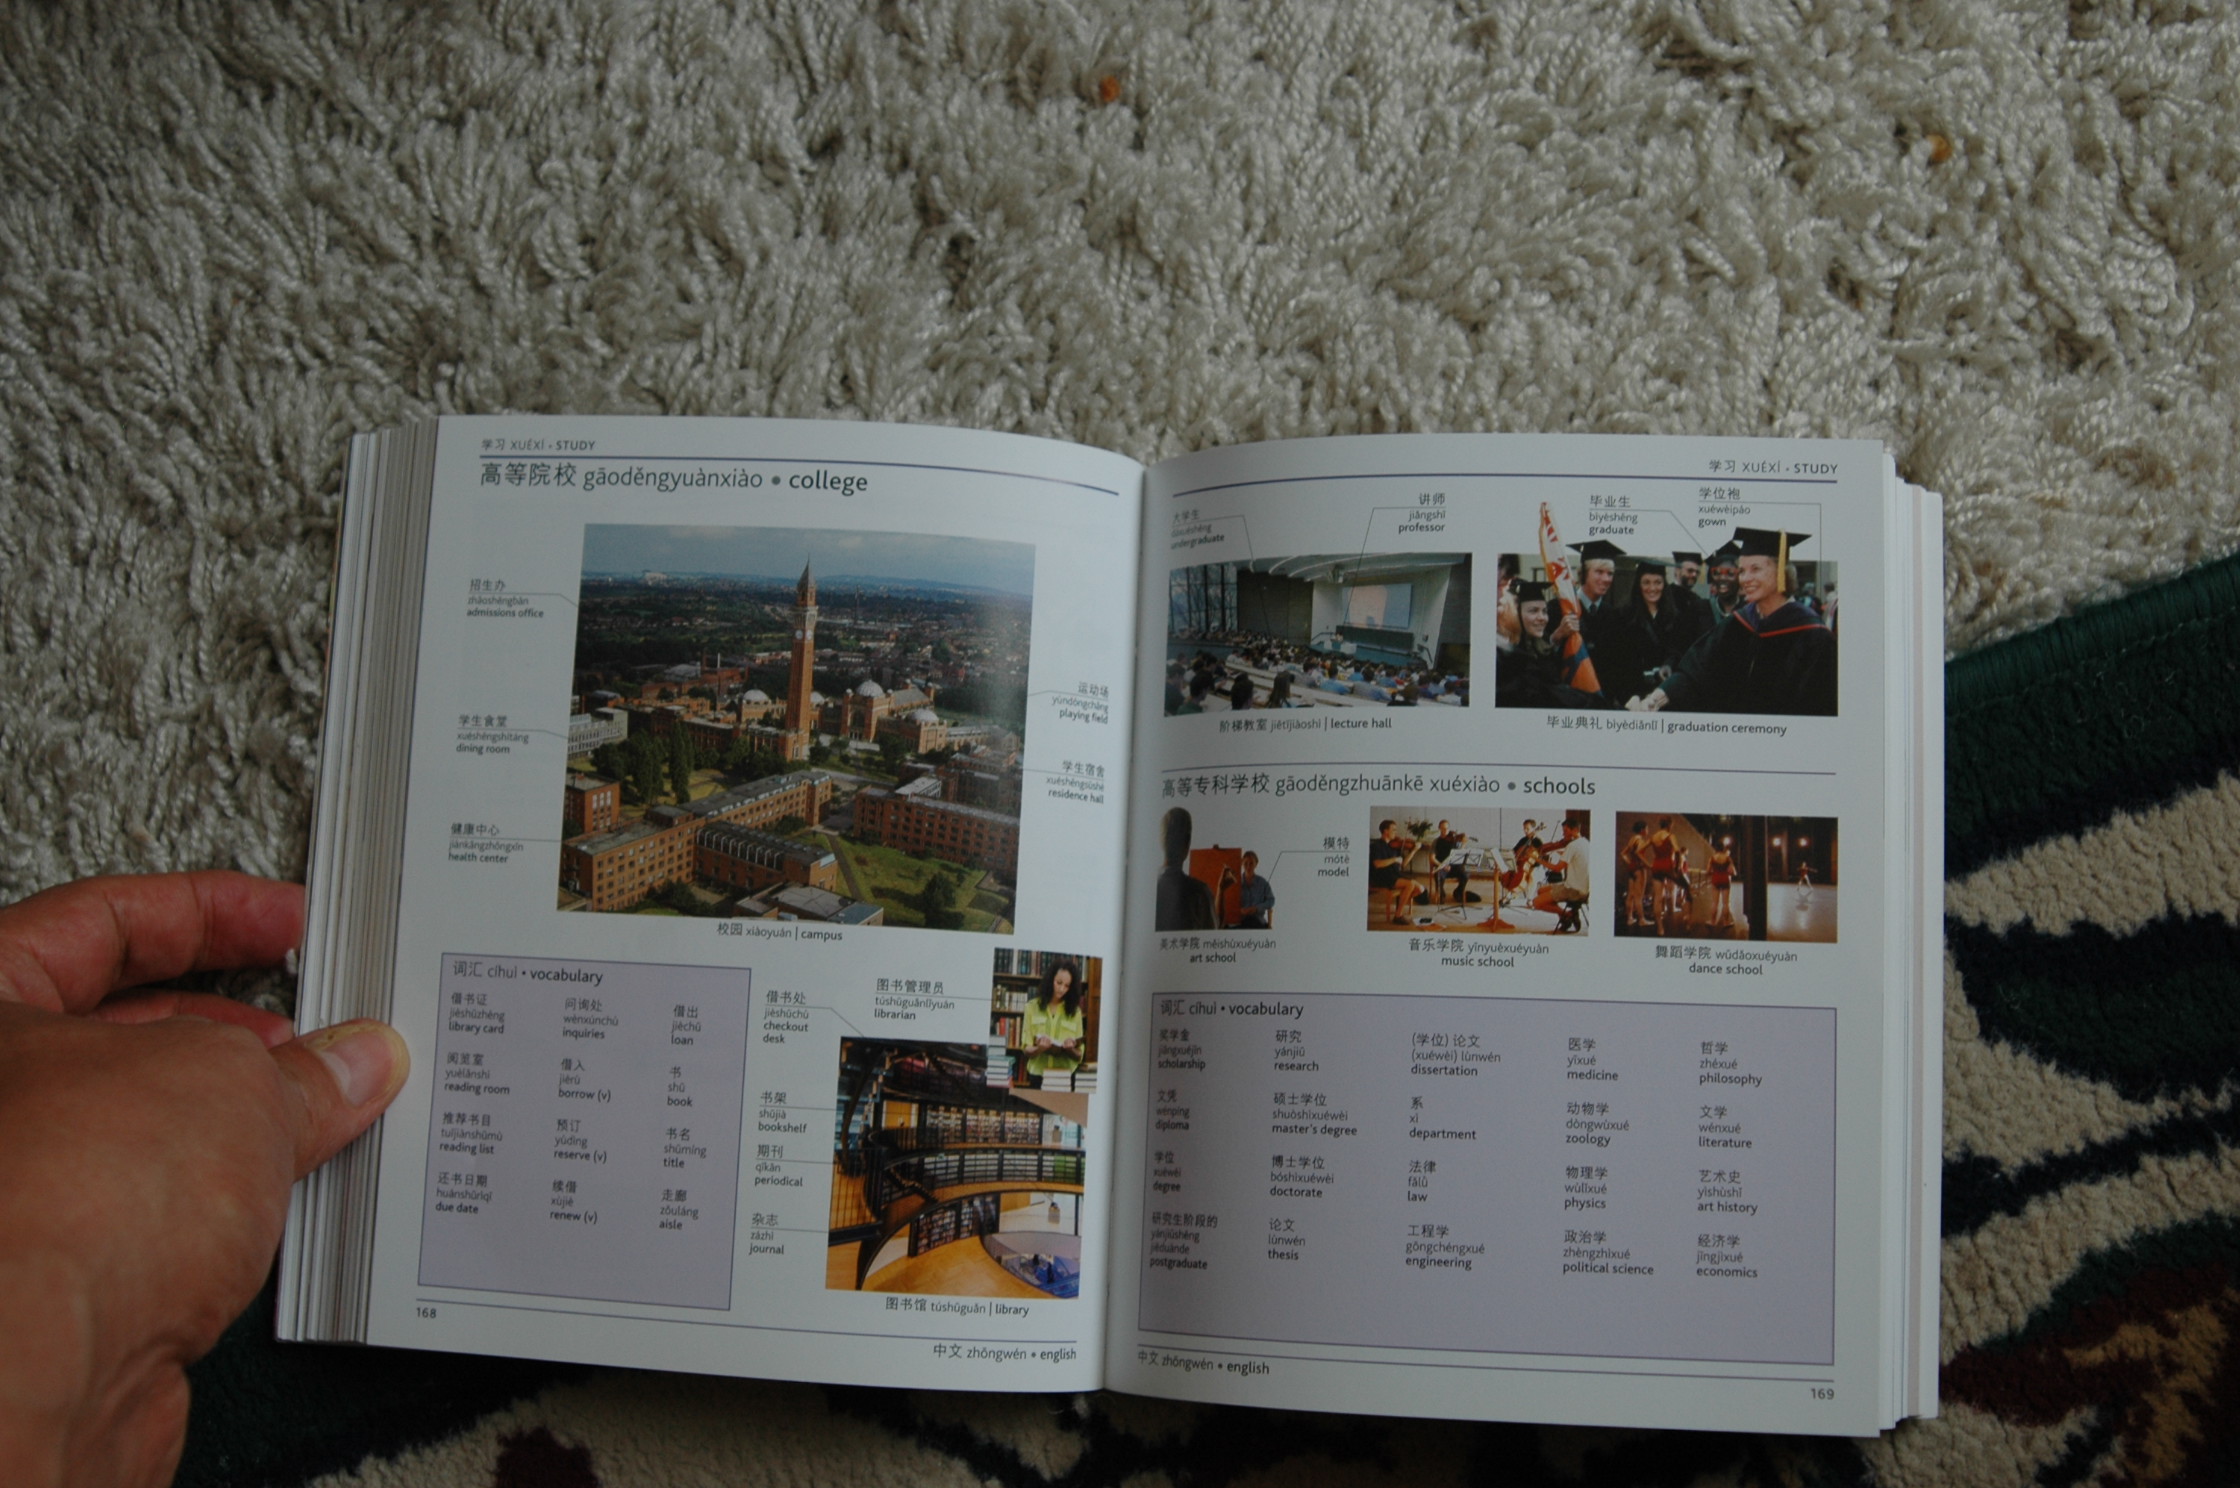 学习 XUÉXÍ • STUDY
高等院校 gāoděngyuànxiào • college
招生办
zhāoshēngbàn
admissions office
学生食堂
xuéshēngshítáng
dining room
健康中心
jiànkāngzhōngxīn
health center
运动场
yùndòngchǎng
playing field
学生宿舍
xuéshēngsùshè
residence hall
校园 xiàoyuán | campus
词汇 cíhuì • vocabulary
借书证
jièshūzhèng
library card
问询处
wènxúnchù
inquiries
借出
jièchū
loan
阅览室
yuèlǎnshì
reading room
借入
jièrù
borrow (v)
书
shū
book
推荐书目
tuījiànshūmù
reading list
预订
yùdìng
reserve (v)
书名
shūmíng
title
还书日期
huánshūrìqī
due date
续借
xùjiè
renew (v)
走廊
zǒuláng
aisle
图书管理员
túshūguǎnlǐyuán
librarian
借书处
jièshūchù
checkout
desk
书架
shūjià
bookshelf
期刊
qīkān
periodical
杂志
zázhì
journal
图书馆 túshūguǎn | library
168
中文 zhōngwén • english
学习 XUÉXÍ • STUDY
大学生
dàxuéshēng
undergraduate
讲师
jiǎngshī
professor
毕业生
bìyèshēng
graduate
学位袍
xuéwèipáo
gown
阶梯教室 jiētījiàoshì | lecture hall
毕业典礼 bìyèdiǎnlǐ | graduation ceremony
高等专科学校 gāoděngzhuānkē xuéxiào • schools
模特
mótè
model
美术学院 měishùxuéyuàn
art school
音乐学院 yīnyuèxuéyuàn
music school
舞蹈学院 wǔdǎoxuéyuàn
dance school
词汇 cíhuì • vocabulary
奖学金
jiǎngxuéjīn
scholarship
研究
yánjiū
research
(学位) 论文
(xuéwèi) lùnwén
dissertation
医学
yīxué
medicine
哲学
zhéxué
philosophy
文凭
wénpíng
diploma
硕士学位
shuòshìxuéwèi
master's degree
系
xì
department
动物学
dòngwùxué
zoology
文学
wénxué
literature
学位
xuéwèi
degree
博士学位
bóshìxuéwèi
doctorate
法律
fǎlǜ
law
物理学
wùlǐxué
physics
艺术史
yìshùshǐ
art history
研究生阶段的
yánjiūshēng
jiēduànde
postgraduate
论文
lùnwén
thesis
工程学
gōngchéngxué
engineering
政治学
zhèngzhìxué
political science
经济学
jīngjìxué
economics
中文 zhōngwén • english
169